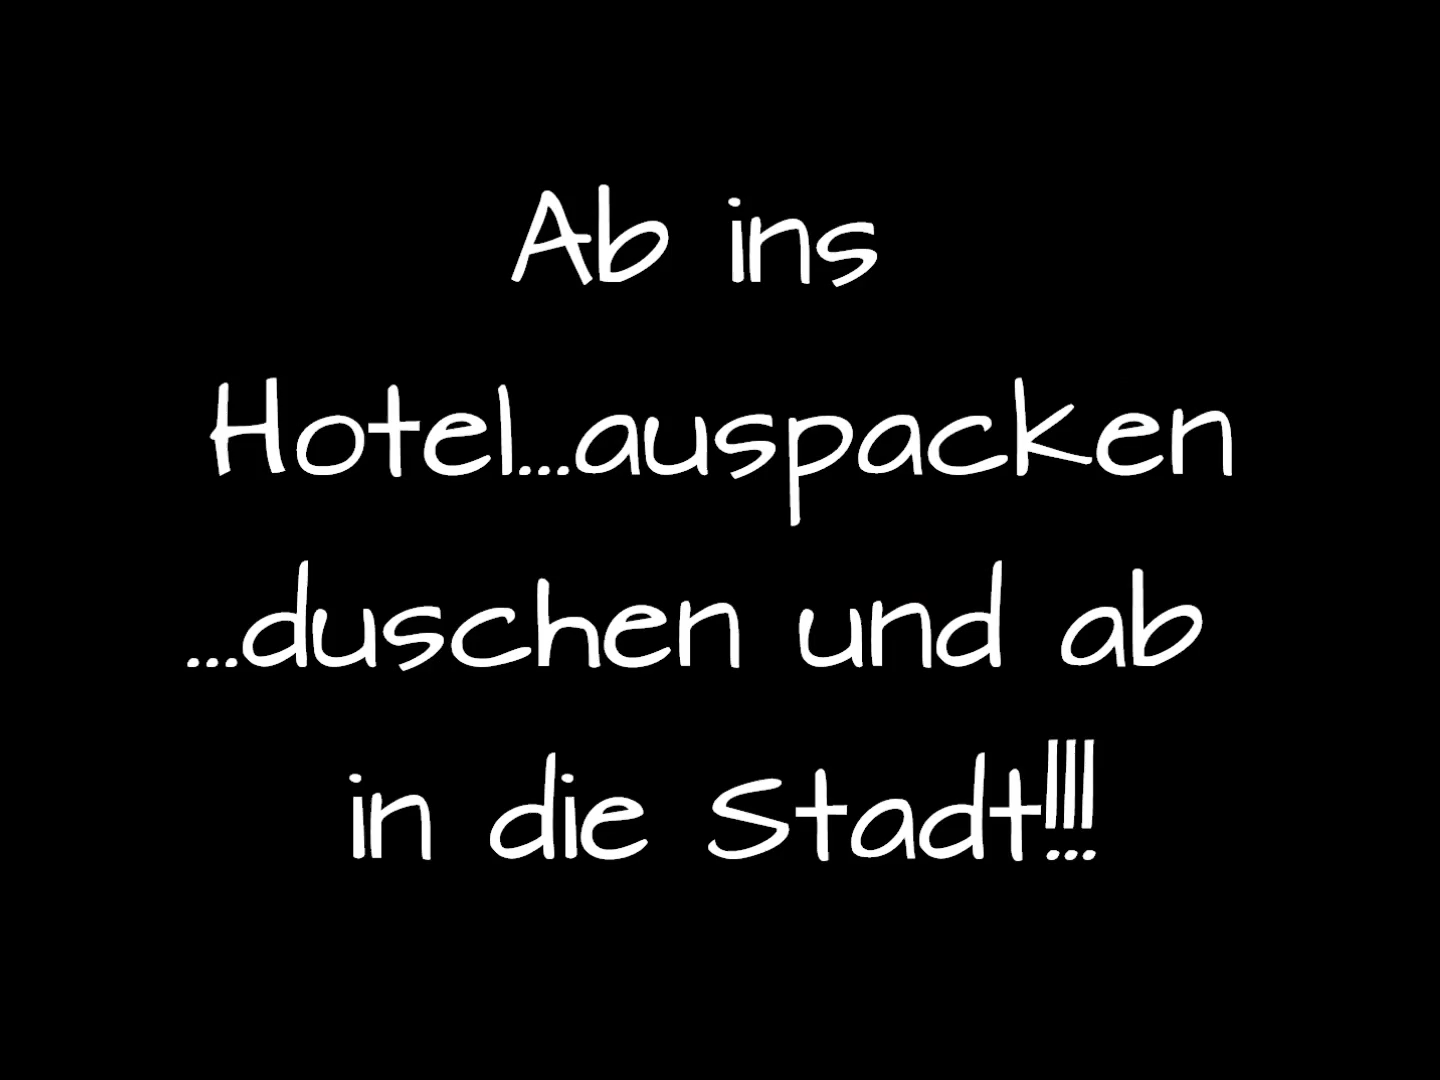 Ab ins
Hotel...auspacken
...duschen und ab
in die Stadt!!!